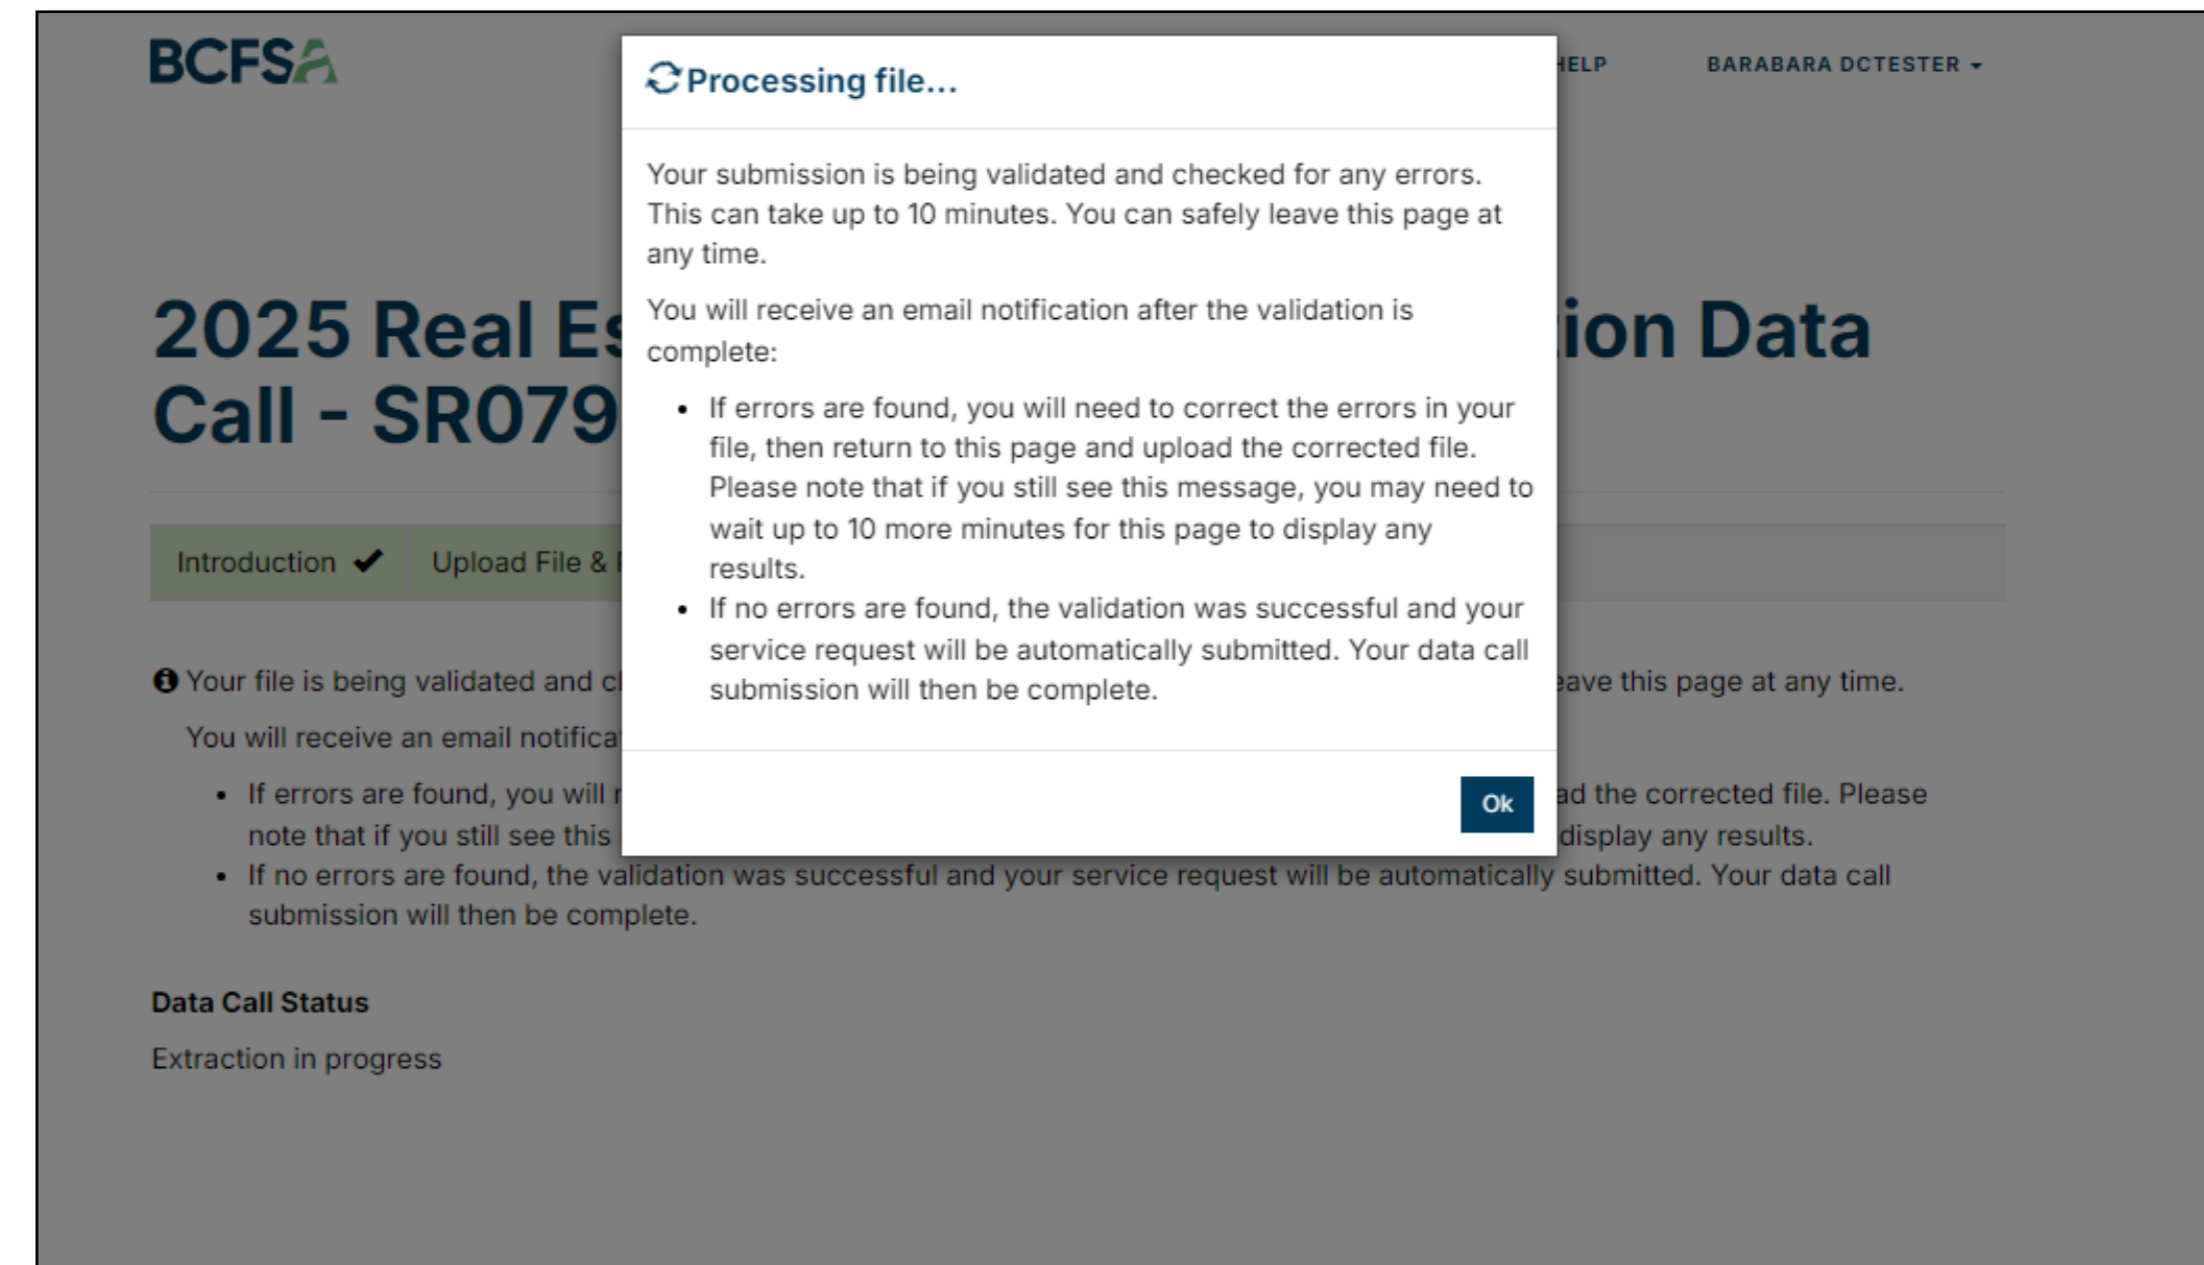 BCFSA
HELP
BARABARA DCTESTER
Processing file...
Your submission is being validated and checked for any errors.
This can take up to 10 minutes. You can safely leave this page at
any time.
You will receive an email notification after the validation is
complete:
If errors are found, you will need to correct the errors in your
file, then return to this page and upload the corrected file.
Please note that if you still see this message, you may need to
wait up to 10 more minutes for this page to display any
results.
If no errors are found, the validation was successful and your
service request will be automatically submitted. Your data call
submission will then be complete.
Ok
2025 Real Es ion Data
Call - SR079
Introduction Upload File &
Your file is being validated and eave this page at any time.
You will receive an email notifica
If errors are found, you will ad the corrected file. Please
note that if you still see this display any results.
If no errors are found, the validation was successful and your service request will be automatically submitted. Your data call
submission will then be complete.
Data Call Status
Extraction in progress